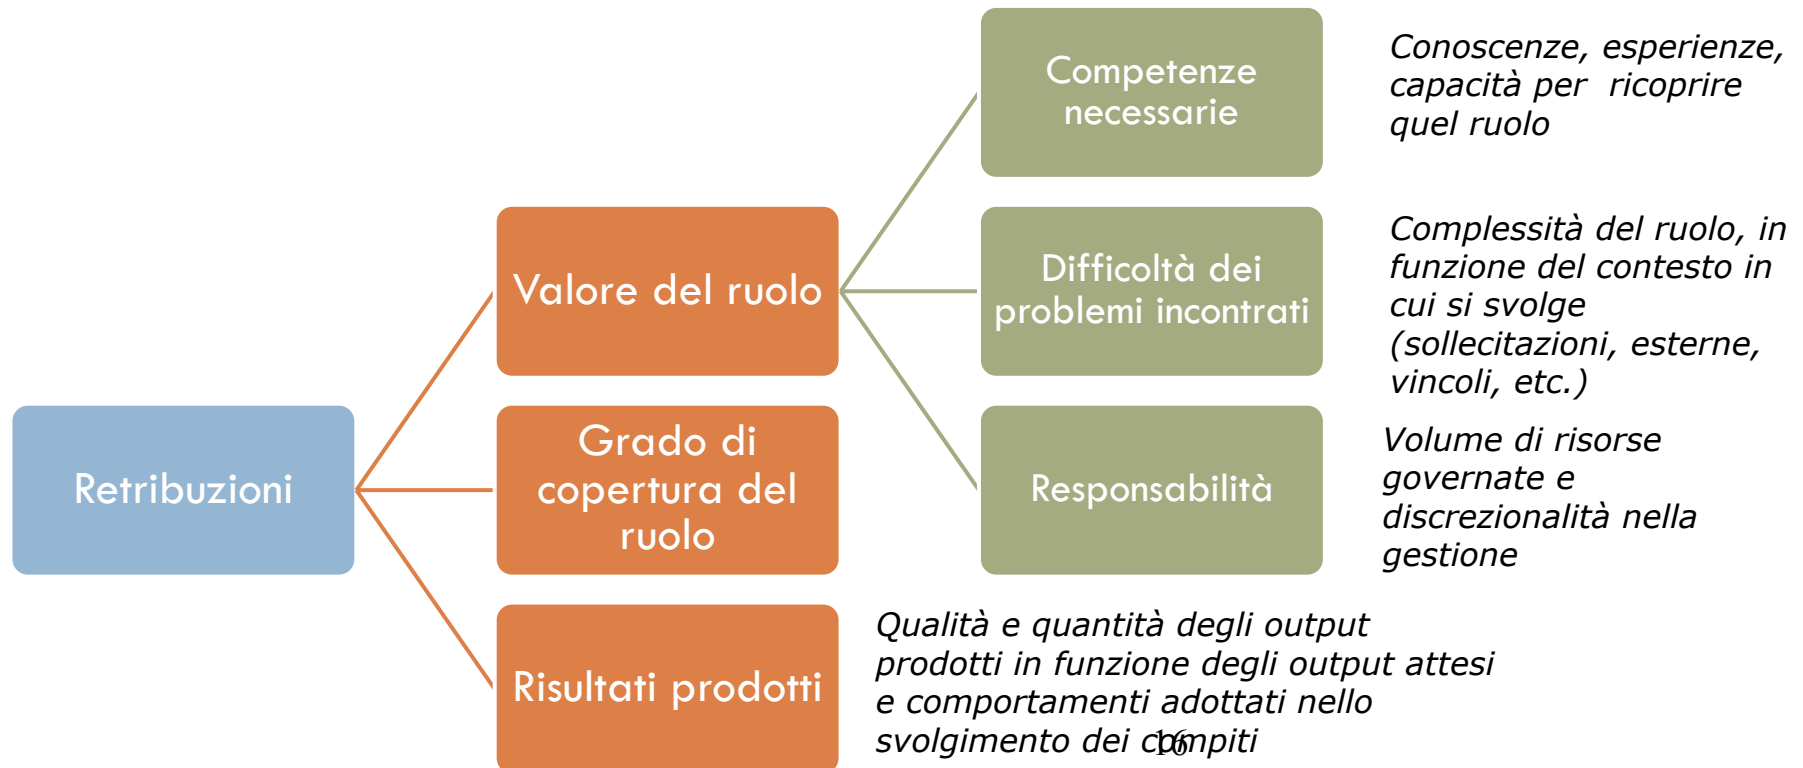 Competenze
necessarie
Conoscenze, esperienze,
capacità per ricoprire
quel ruolo
Valore del ruolo
Difficoltà dei
problemi incontrati
Complessità del ruolo, in
funzione del contesto in
cui si svolge
(sollecitazioni, esterne,
vincoli, etc.)
Retribuzioni
Grado di
copertura del
ruolo
Responsabilità
Volume di risorse
governate e
discrezionalità nella
gestione
Risultati prodotti
Qualità e quantità degli output
prodotti in funzione degli output attesi
e comportamenti adottati nello
svolgimento dei compiti
16